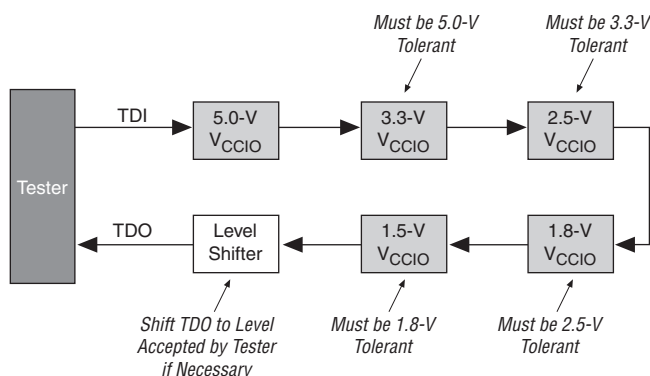 Must be 5.0-V
Tolerant
Must be 3.3-V
Tolerant
TDI
5.0-V
VCCIO
3.3-V
VCCIO
2.5-V
VCCIO
Tester
TDO
Level
Shifter
1.5-V
VCCIO
1.8-V
VCCIO
Shift TDO to Level
Accepted by Tester
if Necessary
Must be 1.8-V
Tolerant
Must be 2.5-V
Tolerant